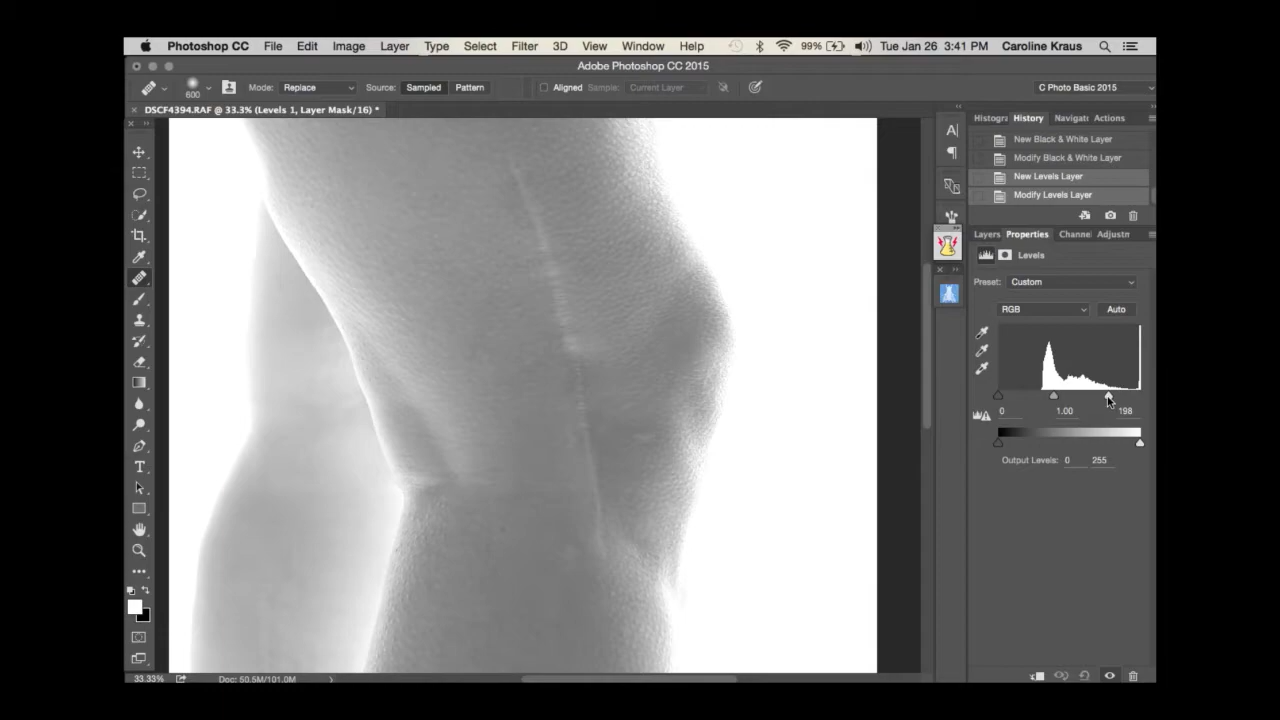 Photoshop CC File Edit Image Layer Type Select Filter 3D View Window Help 99% Tue Jan 26 3:41 PM Caroline Kraus
Adobe Photoshop CC 2015
600 Mode: Replace Source: Sampled Pattern Aligned Sample: Current Layer C Photo Basic 2015
DSCF4394.RAF @ 33.3% (Levels 1, Layer Mask/16) *
Histogra History Navigat Actions
New Black & White Layer
Modify Black & White Layer
New Levels Layer
Modify Levels Layer
Layers Properties Channe Adjustm
Levels
Preset: Custom
RGB Auto
0 1.00 198
Output Levels: 0 255
33.33% Doc: 50.5M/101.0M